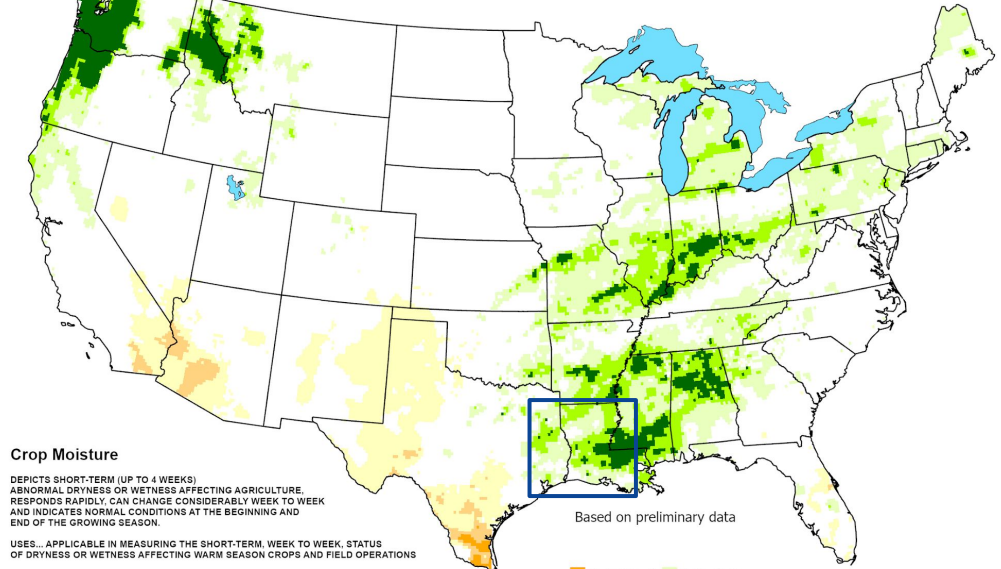 Crop Moisture
DEPICTS SHORT-TERM (UP TO 4 WEEKS)
ABNORMAL DRYNESS OR WETNESS AFFECTING AGRICULTURE,
RESPONDS RAPIDLY, CAN CHANGE CONSIDERABLY WEEK TO WEEK
AND INDICATES NORMAL CONDITIONS AT THE BEGINNING AND
END OF THE GROWING SEASON.
USES... APPLICABLE IN MEASURING THE SHORT-TERM, WEEK TO WEEK, STATUS
OF DRYNESS OR WETNESS AFFECTING WARM SEASON CROPS AND FIELD OPERATIONS
Based on preliminary data